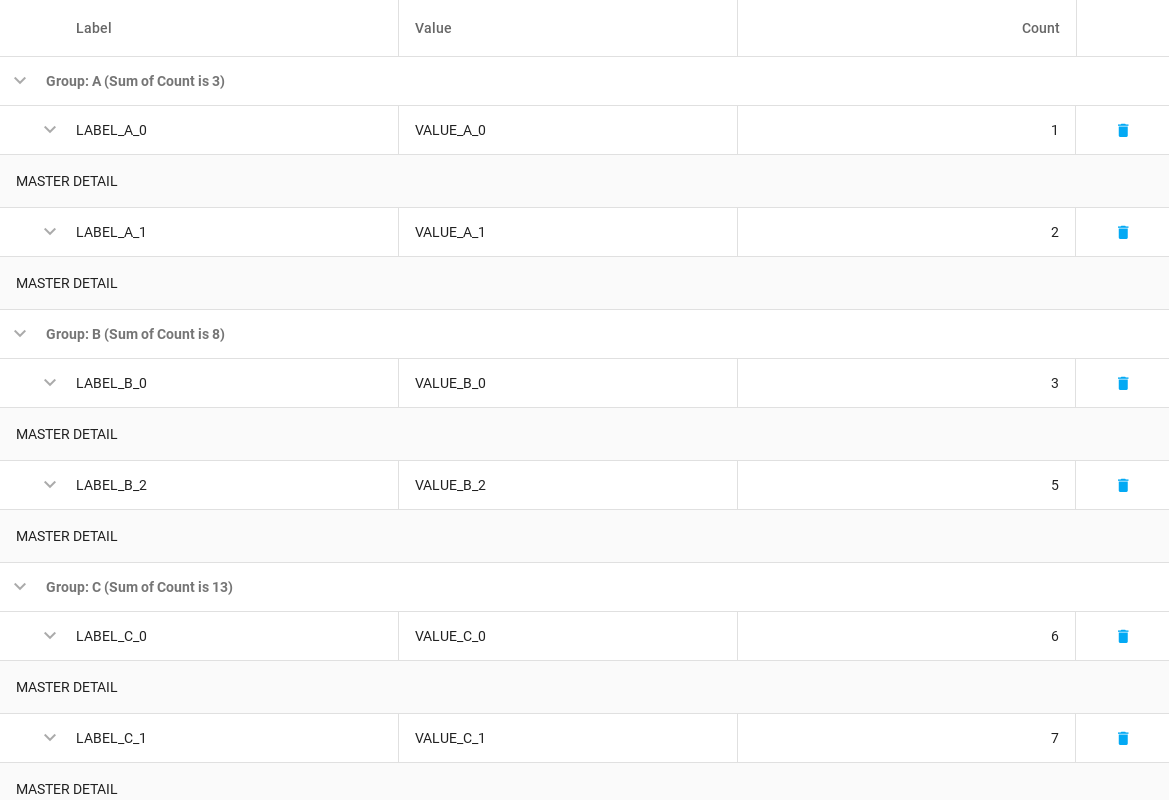 Label Value Count
Group: A (Sum of Count is 3)
LABEL_A_0 VALUE_A_0 1
MASTER DETAIL
LABEL_A_1 VALUE_A_1 2
MASTER DETAIL
Group: B (Sum of Count is 8)
LABEL_B_0 VALUE_B_0 3
MASTER DETAIL
LABEL_B_2 VALUE_B_2 5
MASTER DETAIL
Group: C (Sum of Count is 13)
LABEL_C_0 VALUE_C_0 6
MASTER DETAIL
LABEL_C_1 VALUE_C_1 7
MASTER DETAIL